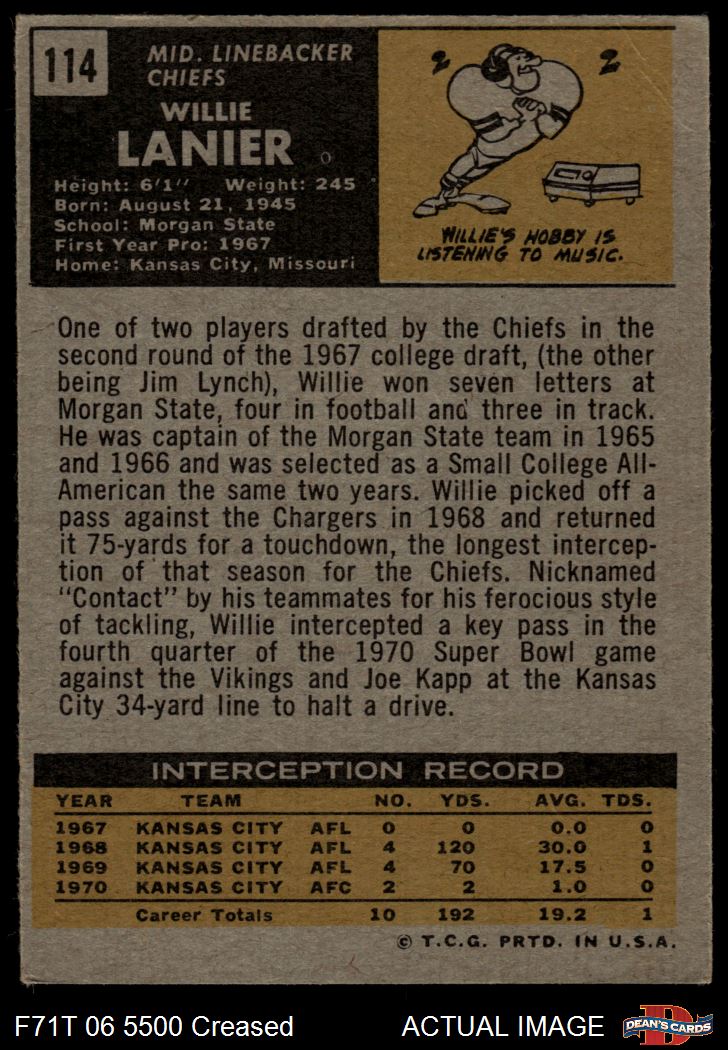 114
MID. LINEBACKER
CHIEFS
WILLIE
LANIER
Height: 6'1" Weight: 245
Born: August 21, 1945
School: Morgan State
First Year Pro: 1967
Home: Kansas City, Missouri
2 2
WILLIE'S HOBBY IS
LISTENING TO MUSIC.
One of two players drafted by the Chiefs in the
second round of the 1967 college draft, (the other
being Jim Lynch), Willie won seven letters at
Morgan State, four in football and three in track.
He was captain of the Morgan State team in 1965
and 1966 and was selected as a Small College All-
American the same two years. Willie picked off a
pass against the Chargers in 1968 and returned
it 75-yards for a touchdown, the longest intercep-
tion of that season for the Chiefs. Nicknamed
"Contact" by his teammates for his ferocious style
of tackling, Willie intercepted a key pass in the
fourth quarter of the 1970 Super Bowl game
against the Vikings and Joe Kapp at the Kansas
City 34-yard line to halt a drive.
INTERCEPTION RECORD
YEAR TEAM NO. YDS. AVG. TDS.
1967 KANSAS CITY AFL 0 0 0.0 0
1968 KANSAS CITY AFL 4 120 30.0 1
1969 KANSAS CITY AFL 4 70 17.5 0
1970 KANSAS CITY AFC 2 2 1.0 0
Career Totals 10 192 19.2 1
© T.C.G. PRTD. IN U.S.A.
F71T 06 5500 Creased ACTUAL IMAGE
D
DEAN'S CARDS